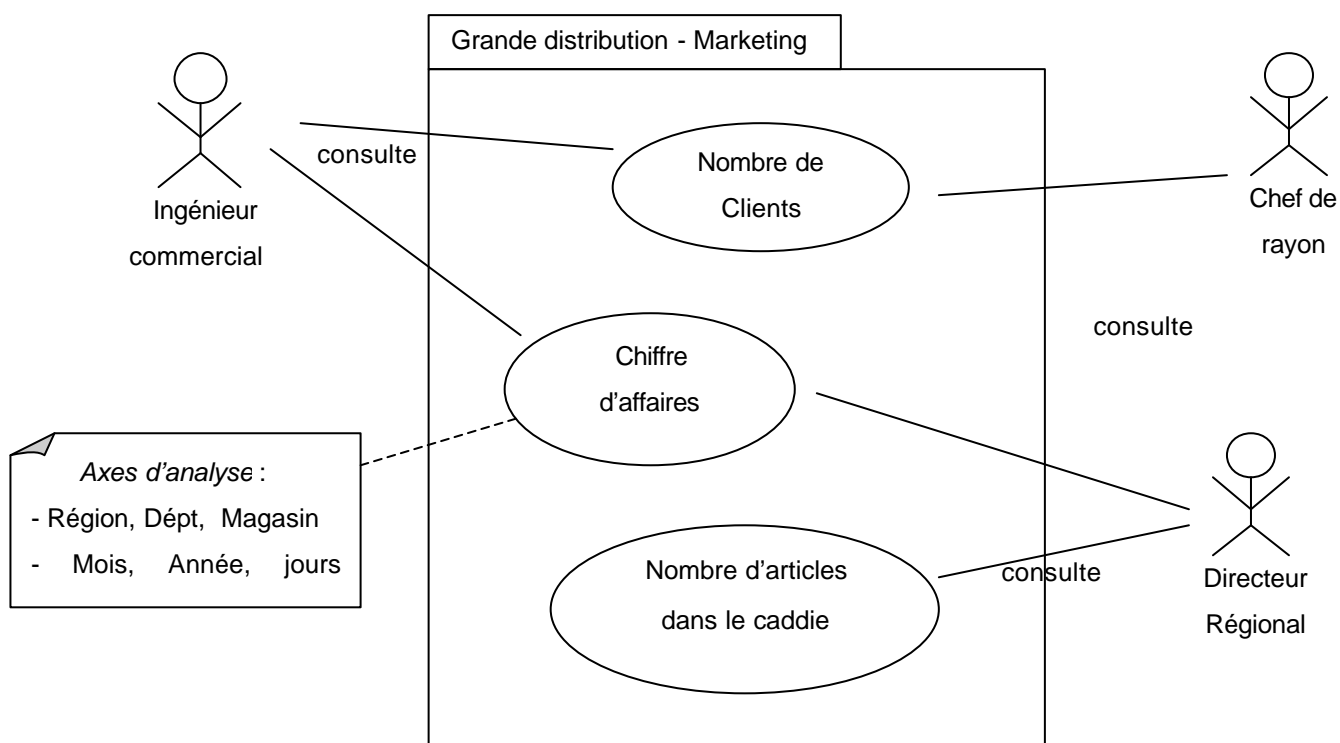 Grande distribution - Marketing
consulte
Nombre de
Clients
Ingénieur
commercial
Chef de
rayon
consulte
Chiffre
d'affaires
Axes d'analyse :
- Région, Dépt, Magasin
- Mois, Année, jours
Nombre d'articles
dans le caddie
consulte
Directeur
Régional